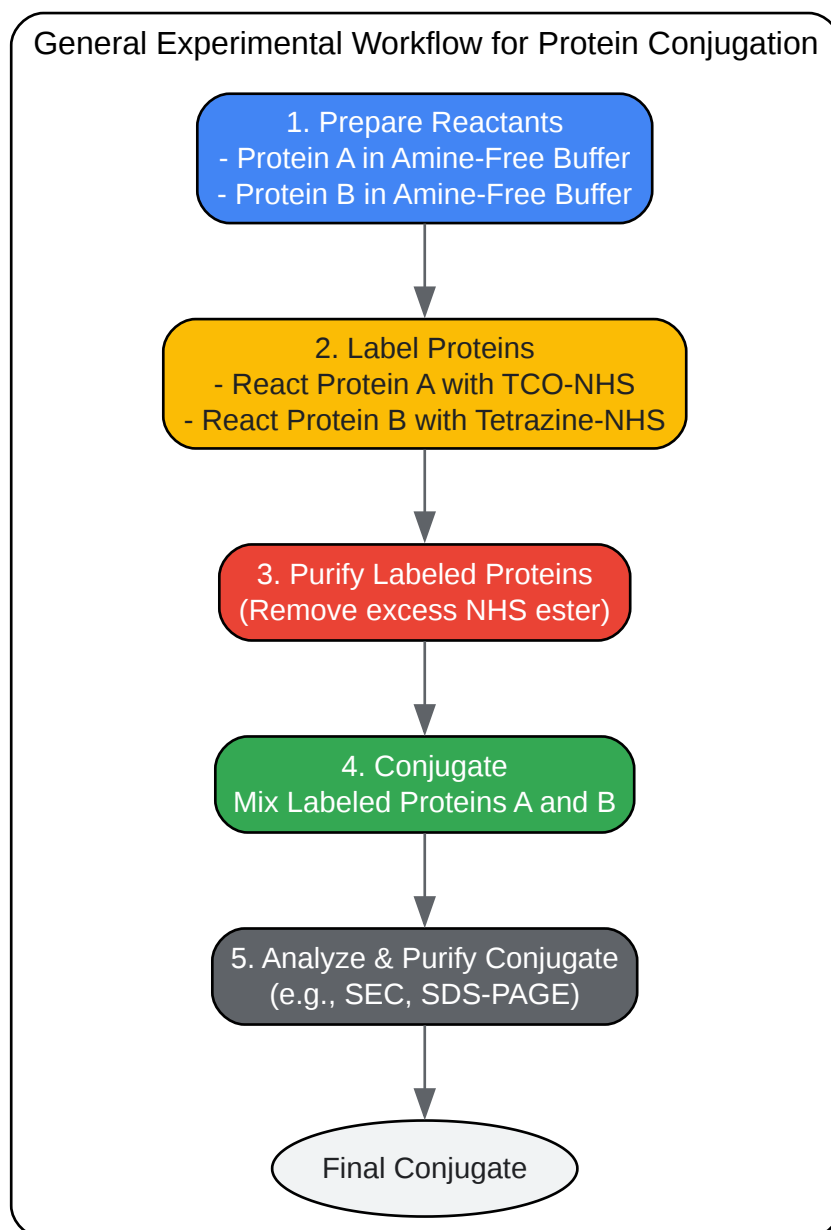 General Experimental Workflow for Protein Conjugation
1. Prepare Reactants
- Protein A in Amine-Free Buffer
- Protein B in Amine-Free Buffer
2. Label Proteins
- React Protein A with TCO-NHS
- React Protein B with Tetrazine-NHS
3. Purify Labeled Proteins
(Remove excess NHS ester)
4. Conjugate
Mix Labeled Proteins A and B
5. Analyze & Purify Conjugate
(e.g., SEC, SDS-PAGE)
Final Conjugate